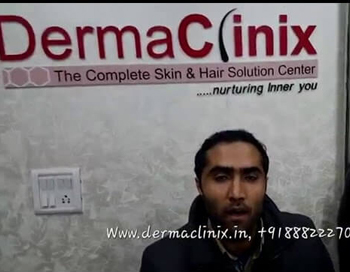 DermaClinix
The Complete Skin & Hair Solution Center
.....nurturing Inner you
Www.dermaclinix.in, +9188822270